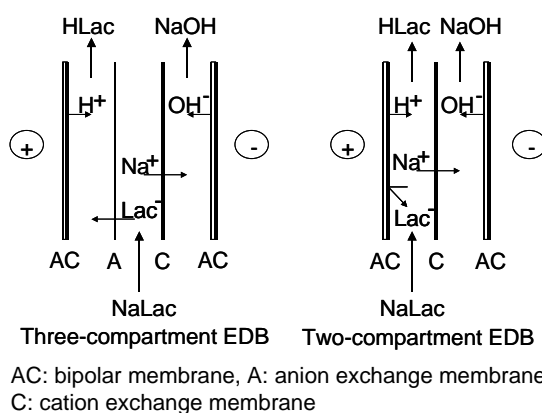 HLac NaOH
H+ OH-
+ -
Na+
Lac-
AC A C AC
NaLac
Three-compartment EDB
HLac NaOH
H+ OH-
+ -
Na+
Lac-
AC C AC
NaLac
Two-compartment EDB
AC: bipolar membrane, A: anion exchange membrane
C: cation exchange membrane